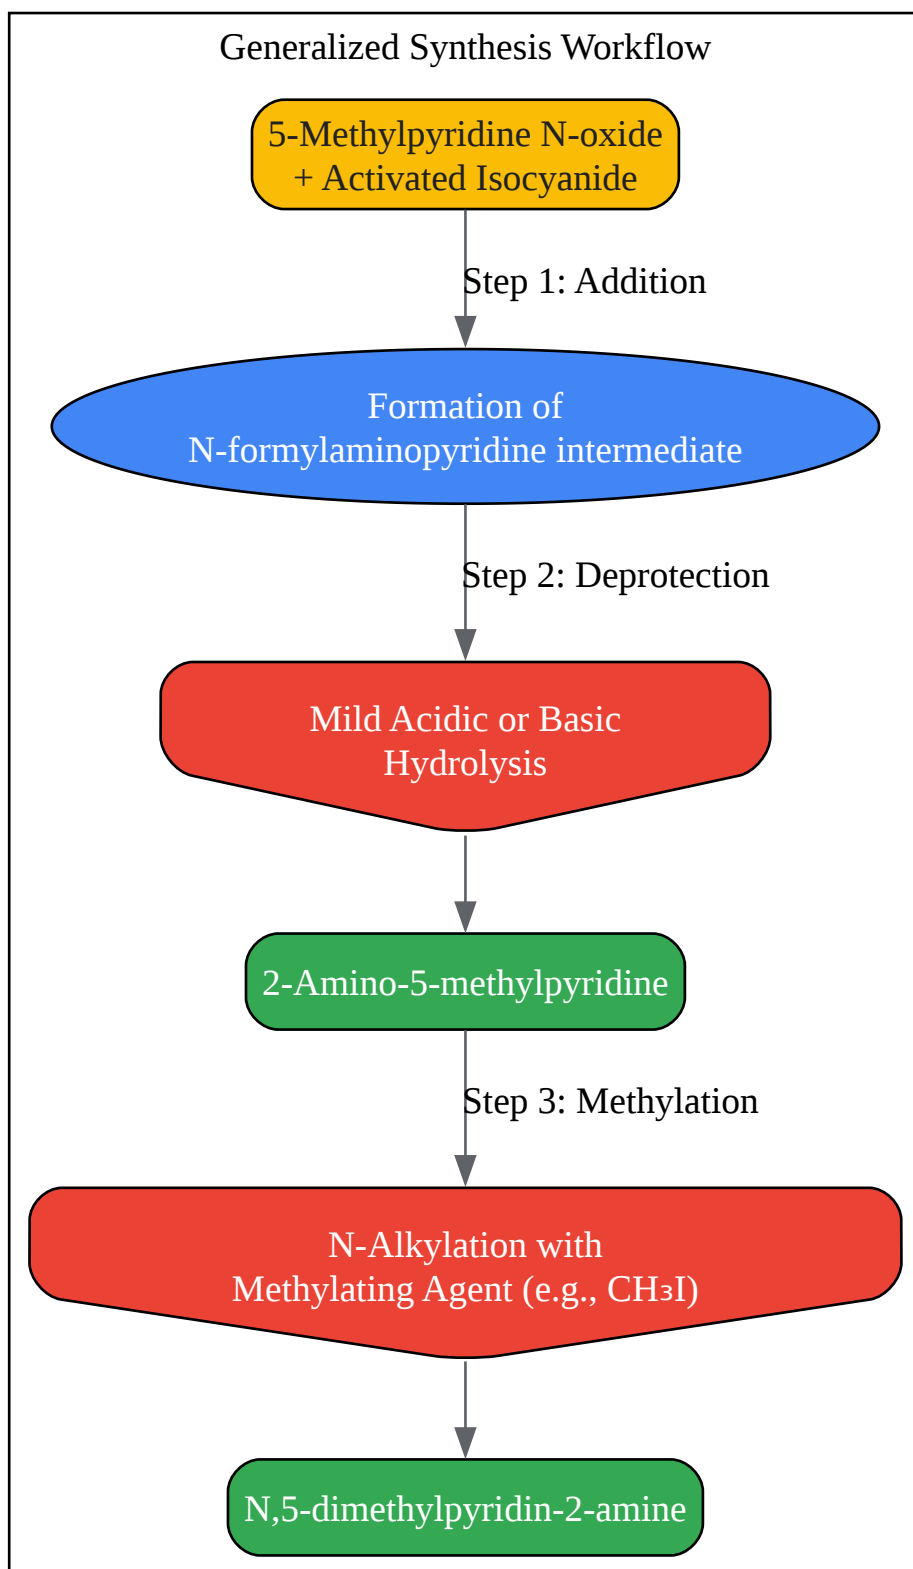 Generalized Synthesis Workflow
5-Methylpyridine N-oxide
+ Activated Isocyanide
Step 1: Addition
Formation of
N-formylaminopyridine intermediate
Step 2: Deprotection
Mild Acidic or Basic
Hydrolysis
2-Amino-5-methylpyridine
Step 3: Methylation
N-Alkylation with
Methylating Agent (e.g., CH₃I)
N,5-dimethylpyridin-2-amine